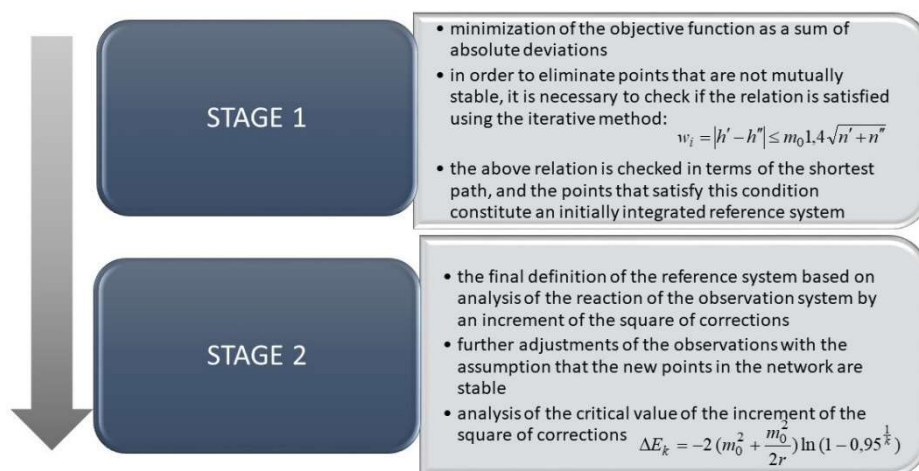 STAGE 1
• minimization of the objective function as a sum of
absolute deviations
• in order to eliminate points that are not mutually
stable, it is necessary to check if the relation is satisfied
using the iterative method:
w_i = |h′ − h″| ≤ m_0 1,4 √(n′ + n″)
• the above relation is checked in terms of the shortest
path, and the points that satisfy this condition
constitute an initially integrated reference system
STAGE 2
• the final definition of the reference system based on
analysis of the reaction of the observation system by
an increment of the square of corrections
• further adjustments of the observations with the
assumption that the new points in the network are
stable
• analysis of the critical value of the increment of the
square of corrections ΔE_k = −2 (m_0^2 + m_0^2/2r) ln (1 − 0,95^(1/k))